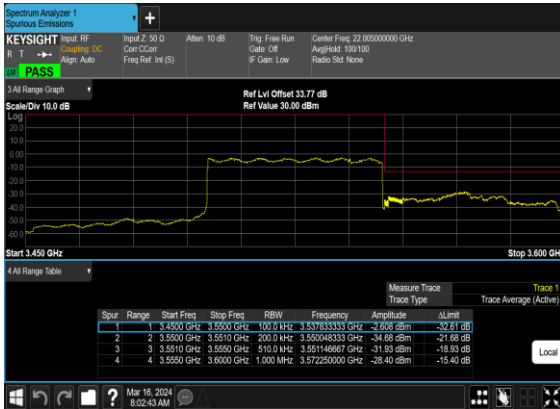 Spectrum Analyzer 1
Spurious Emissions
KEYSIGHT Input: RF Input Z: 50 Ω Atten: 10 dB Trig: Free Run Center Freq: 22.005000000 GHz
R T Coupling: DC Corr CCorr Gate: Off Avg|Hold: 100/100
Align: Auto Freq Ref: Int (S) IF Gain: Low Radio Std: None
PASS
3 All Range Graph
Ref Lvl Offset 33.77 dB
Scale/Div 10.0 dB Ref Value 30.00 dBm
Log
20.0
10.0
0.00
-10.0
-20.0
-30.0
-40.0
-50.0
-60.0
Start 3.450 GHz Stop 3.600 GH
4 All Range Table
Measure Trace Trace 1
Trace Type Trace Average (Active)
Spur Range Start Freq Stop Freq RBW Frequency Amplitude ΔLimit
1 1 3.4500 GHz 3.5500 GHz 100.0 kHz 3.537833333 GHz -2.608 dBm -32.61 dB
2 2 3.5500 GHz 3.5510 GHz 200.0 kHz 3.550048333 GHz -34.68 dBm -21.68 dB
3 3 3.5510 GHz 3.5550 GHz 510.0 kHz 3.551146667 GHz -31.93 dBm -18.93 dB
4 4 3.5550 GHz 3.6000 GHz 1.000 MHz 3.572250000 GHz -28.40 dBm -15.40 dB
Local
Mar 16, 2024
8:02:43 AM